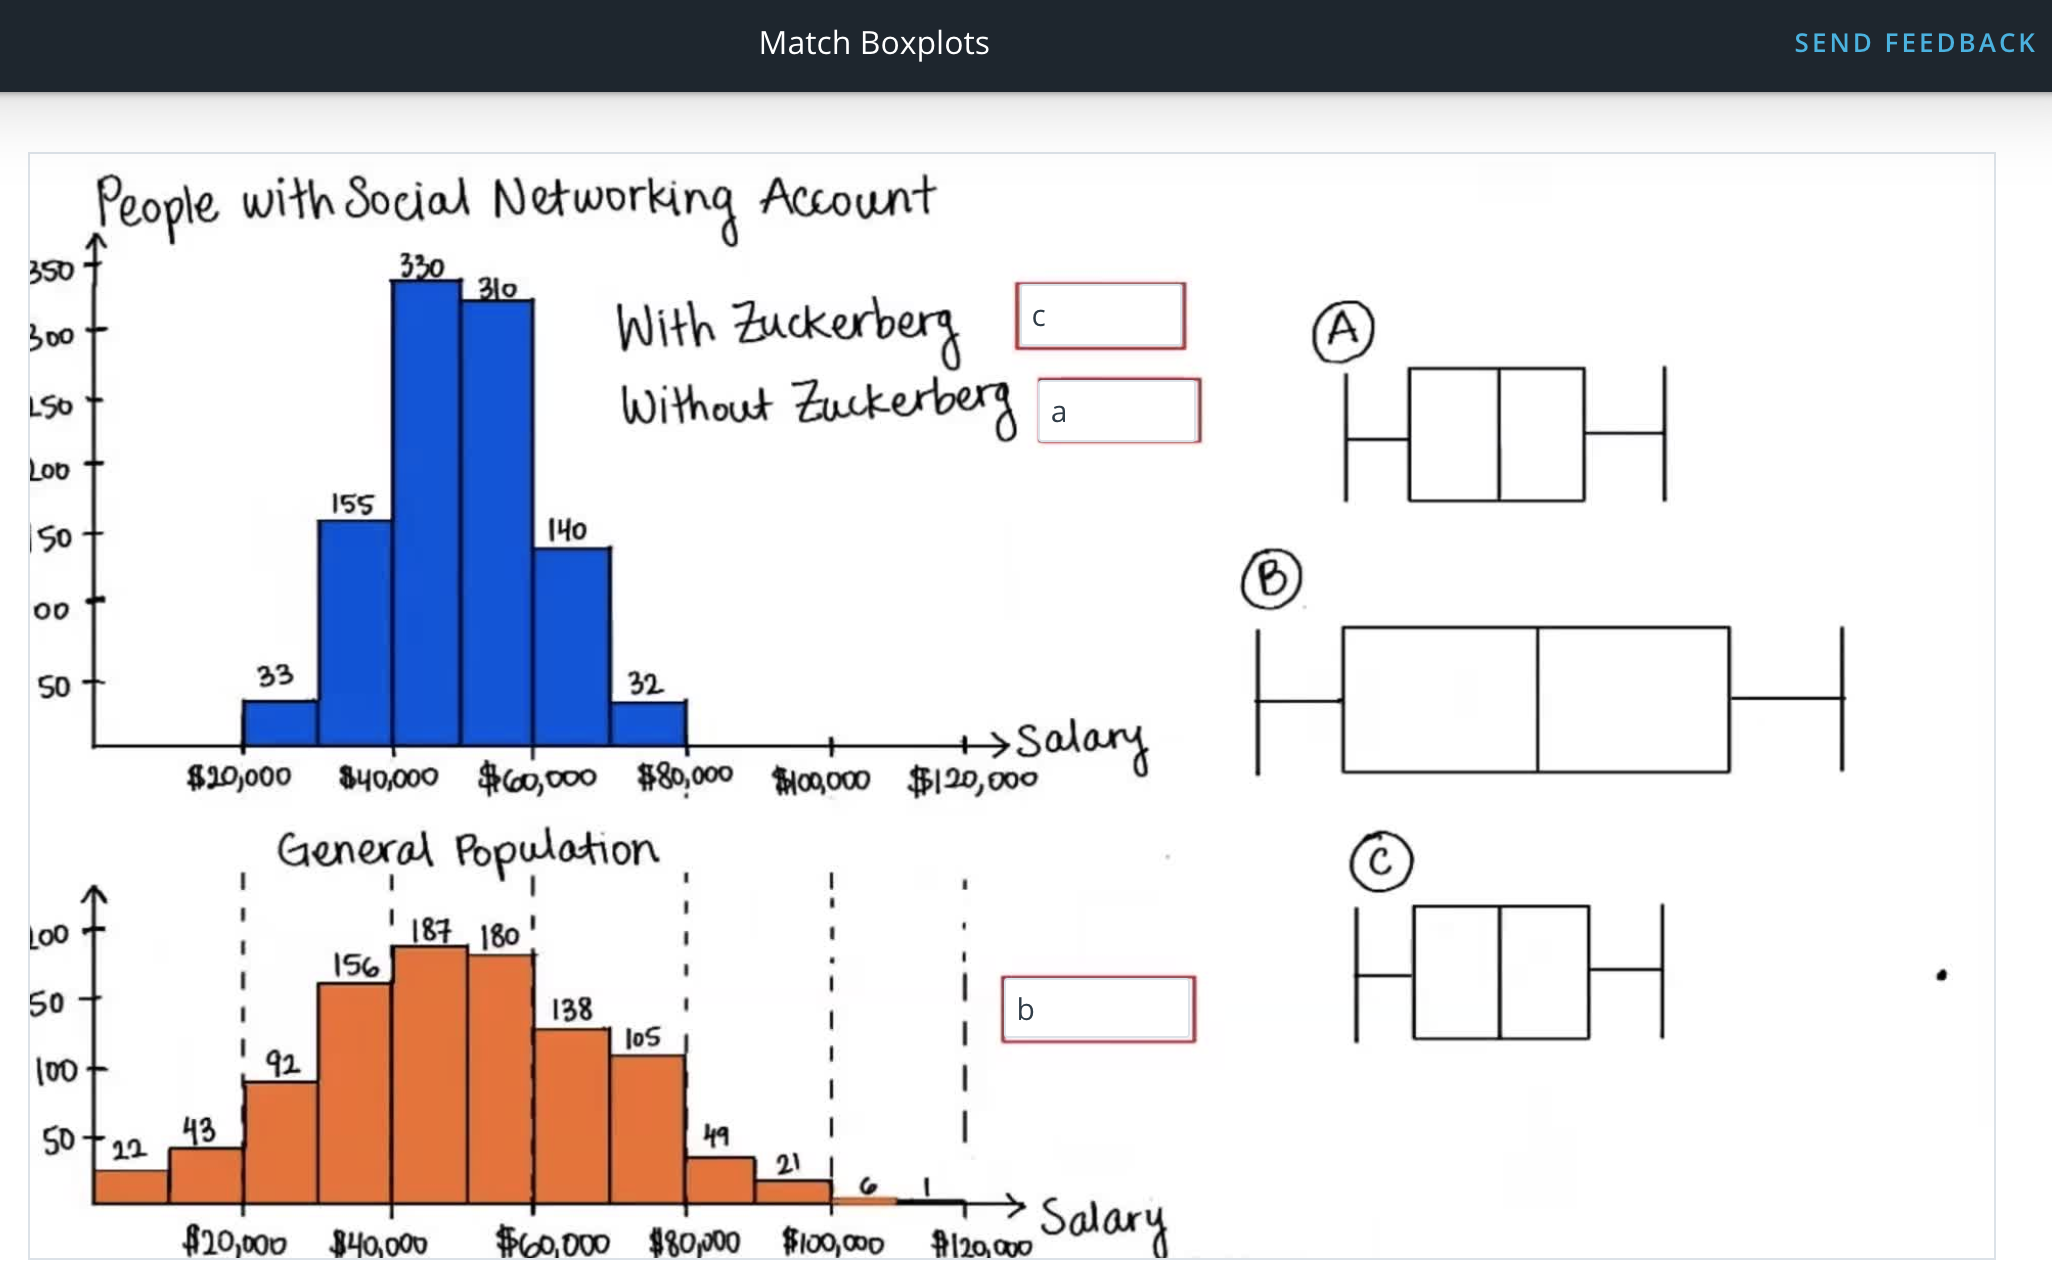 Match Boxplots
SEND FEEDBACK
People with Social Networking Account
350
300
250
200
150
100
50
33
155
330
310
140
32
With Zuckerberg
c
Without Zuckerberg
a
Salary
$20,000 $40,000 $60,000 $80,000 $100,000 $120,000
A
B
C
General Population
200
150
100
50
22
43
92
156
187
180
138
105
49
21
6
1
b
Salary
$20,000 $40,000 $60,000 $80,000 $100,000 $120,000